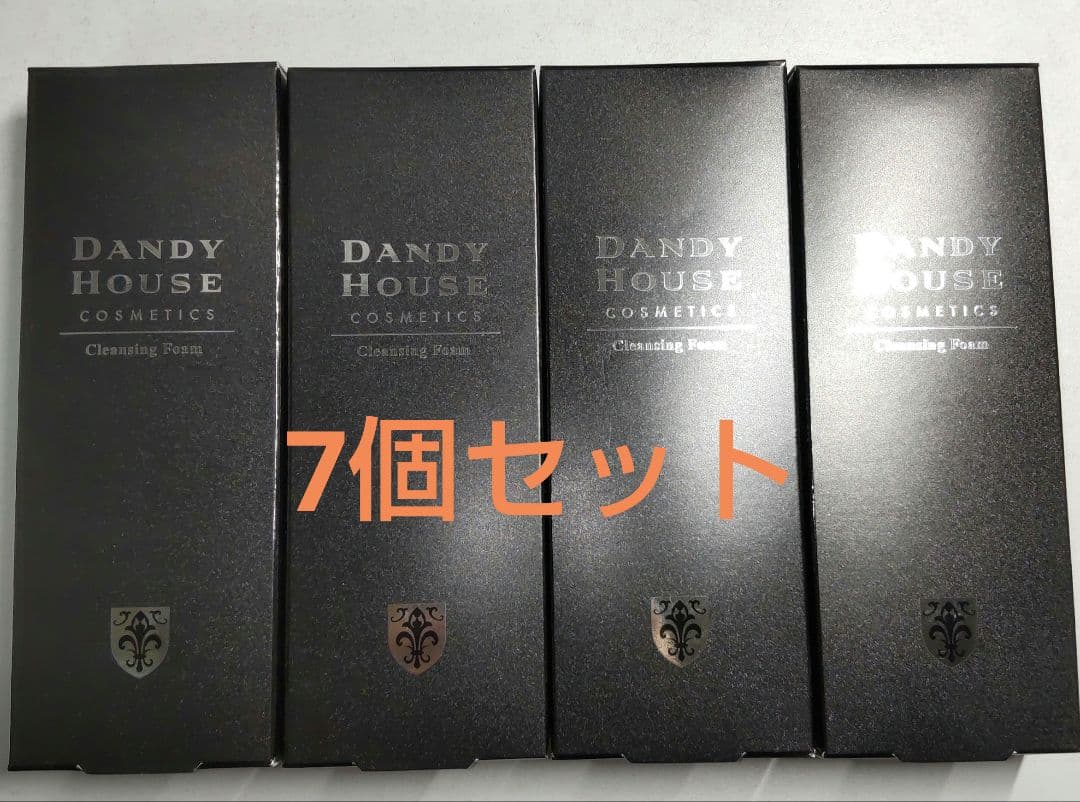 DANDY
HOUSE
COSMETICS
Cleansing Foam
DANDY
HOUSE
COSMETICS
Cleansing Foam
DANDY
HOUSE
COSMETICS
Cleansing Foam
DANDY
HOUSE
COSMETICS
Cleansing Foam
7個セット